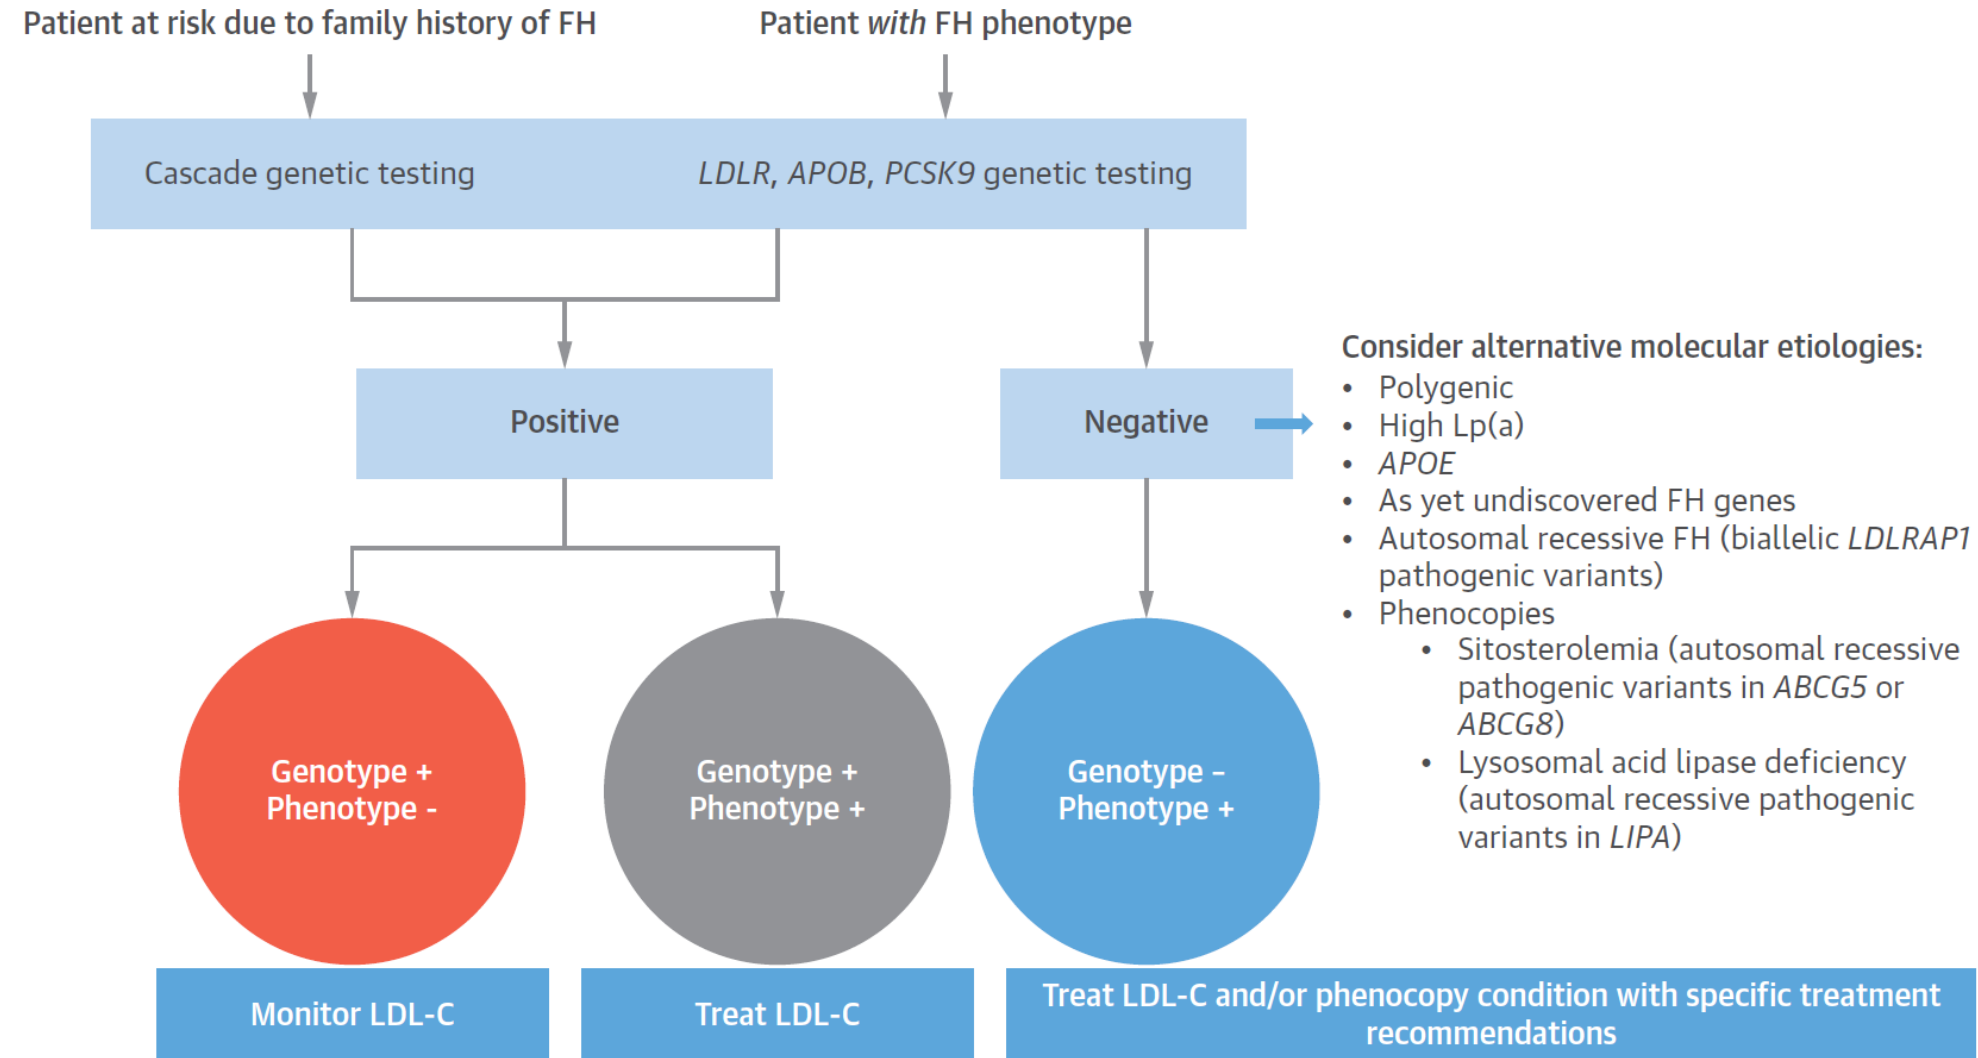 Patient at risk due to family history of FH
Patient with FH phenotype
Cascade genetic testing
LDLR, APOB, PCSK9 genetic testing
Positive
Negative
Consider alternative molecular etiologies:
• Polygenic
• High Lp(a)
• APOE
• As yet undiscovered FH genes
• Autosomal recessive FH (biallelic LDLRAP1
pathogenic variants)
• Phenocopies
• Sitosterolemia (autosomal recessive
pathogenic variants in ABCG5 or
ABCG8)
• Lysosomal acid lipase deficiency
(autosomal recessive pathogenic
variants in LIPA)
Genotype +
Phenotype -
Genotype +
Phenotype +
Genotype –
Phenotype +
Monitor LDL-C
Treat LDL-C
Treat LDL-C and/or phenocopy condition with specific treatment
recommendations